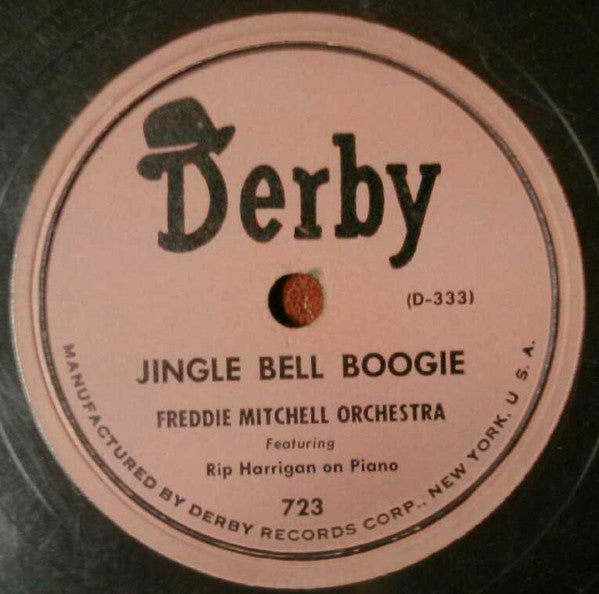 Derby
(D-333)
JINGLE BELL BOOGIE
FREDDIE MITCHELL ORCHESTRA
Featuring
Rip Harrigan on Piano
723
MANUFACTURED BY DERBY RECORDS CORP., NEW YORK, U. S. A.